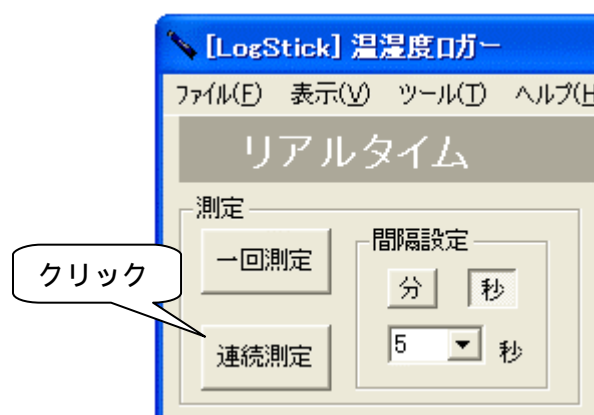 [LogStick] 温湿度ロガー
ファイル(F) 表示(V) ツール(T) ヘルプ(H
リアルタイム
測定
一回測定
間隔設定
分 秒
クリック
連続測定
5 秒